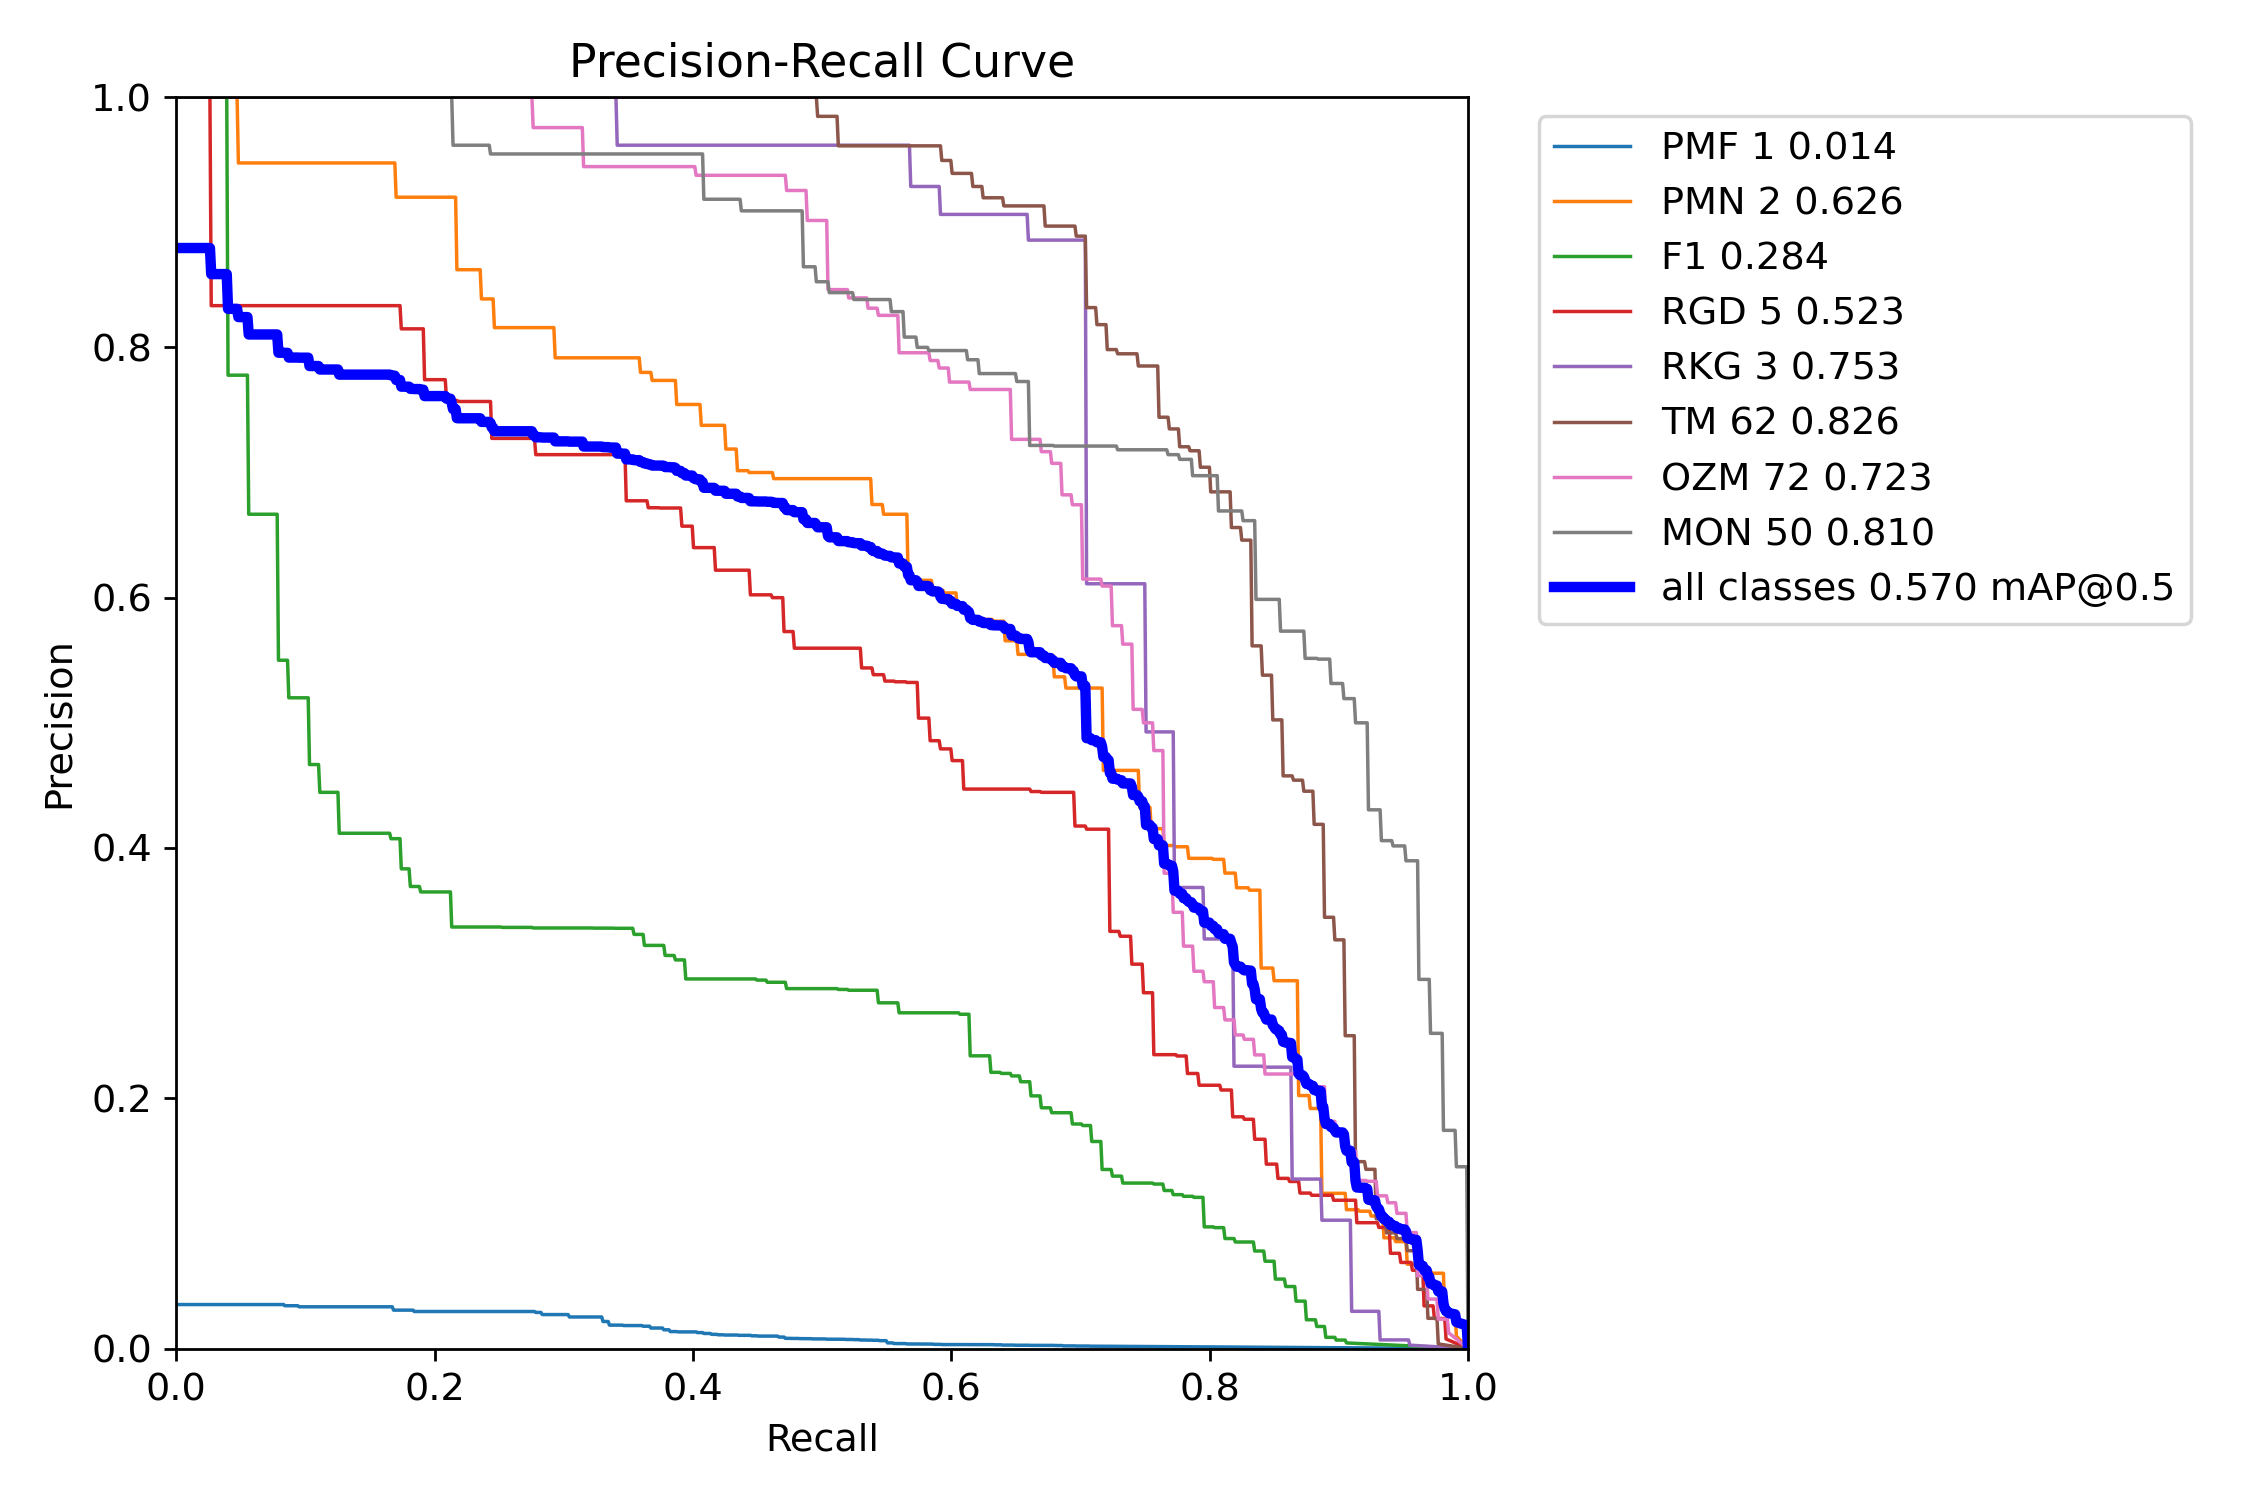 Precision-Recall Curve
1.0
0.8
0.6
0.4
0.2
0.0
Precision
0.0 0.2 0.4 0.6 0.8 1.0
Recall
PMF 1 0.014
PMN 2 0.626
F1 0.284
RGD 5 0.523
RKG 3 0.753
TM 62 0.826
OZM 72 0.723
MON 50 0.810
all classes 0.570 mAP@0.5